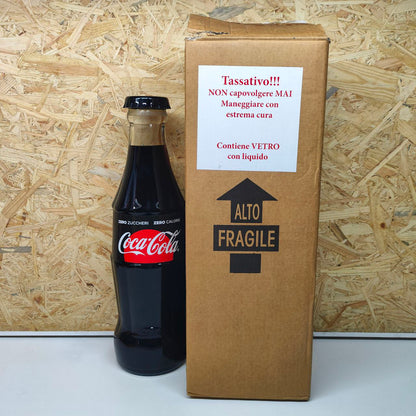 Tassativo!!!
NON capovolgere MAI
Maneggiare con
estrema cura
Contiene VETRO
con liquido
ALTO
FRAGILE
ZERO ZUCCHERI ZERO CALORIE
Coca-Cola